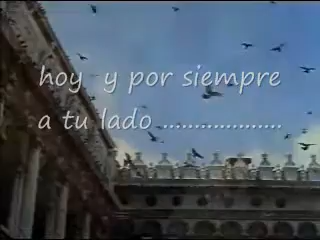 hoy y por siempre
a tu lado ..................